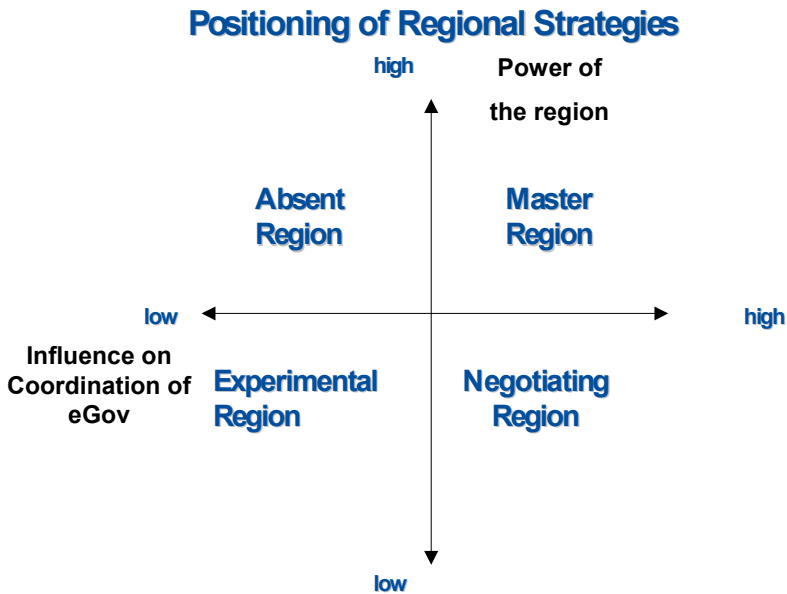 Positioning of Regional Strategies
high
Power of
the region
Absent
Region
Master
Region
low
high
Influence on
Coordination of
eGov
Experimental
Region
Negotiating
Region
low